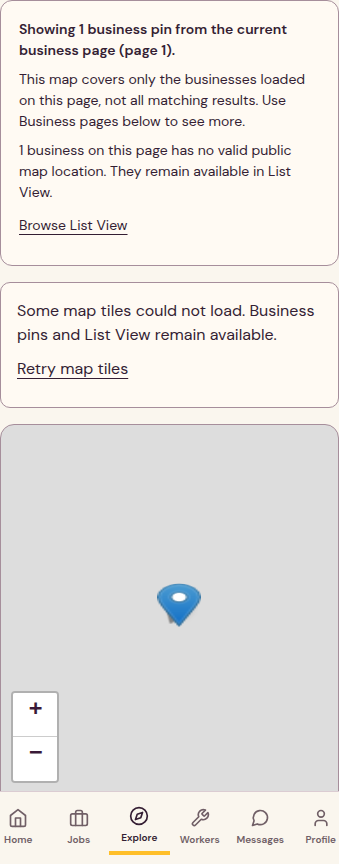 Showing 1 business pin from the current
business page (page 1).
This map covers only the businesses loaded
on this page, not all matching results. Use
Business pages below to see more.
1 business on this page has no valid public
map location. They remain available in List
View.
Browse List View
Some map tiles could not load. Business
pins and List View remain available.
Retry map tiles
+
−
Home Jobs Explore Workers Messages Profile